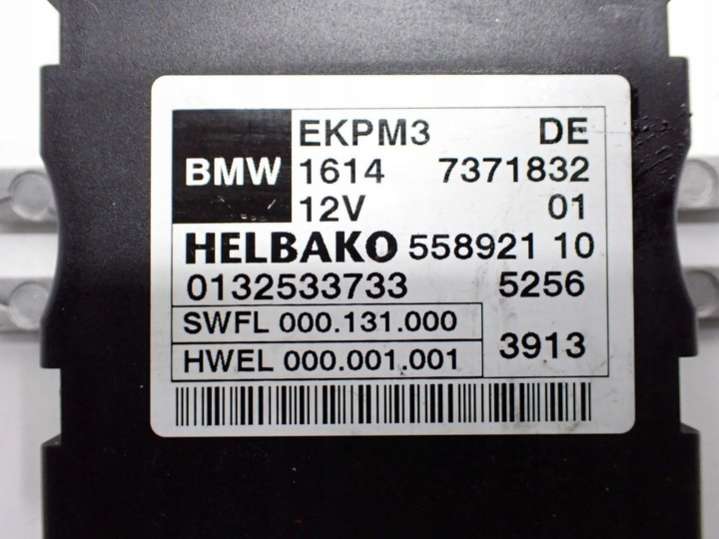 EKPM3 DE
BMW 1614 7371832
12V 01
HELBAKO 558921 10
0132533733 5256
SWFL 000.131.000
HWEL 000.001.001 3913